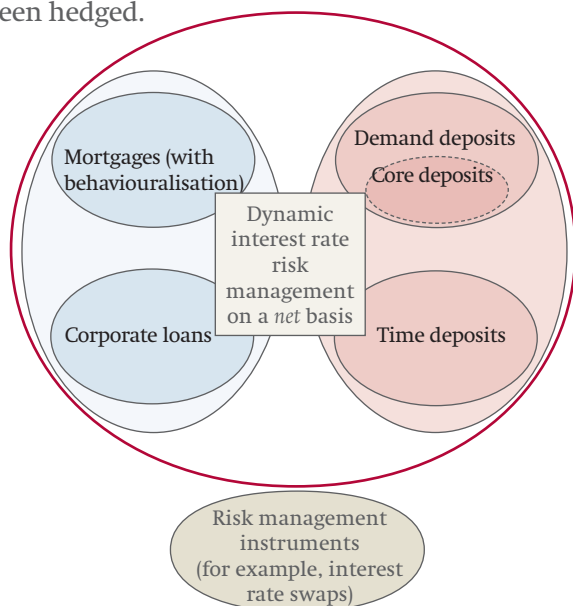 een hedged.
Mortgages (with
behaviouralisation)
Demand deposits
Core deposits
Dynamic
interest rate
risk
management
on a net basis
Corporate loans
Time deposits
Risk management
instruments
(for example, interest
rate swaps)